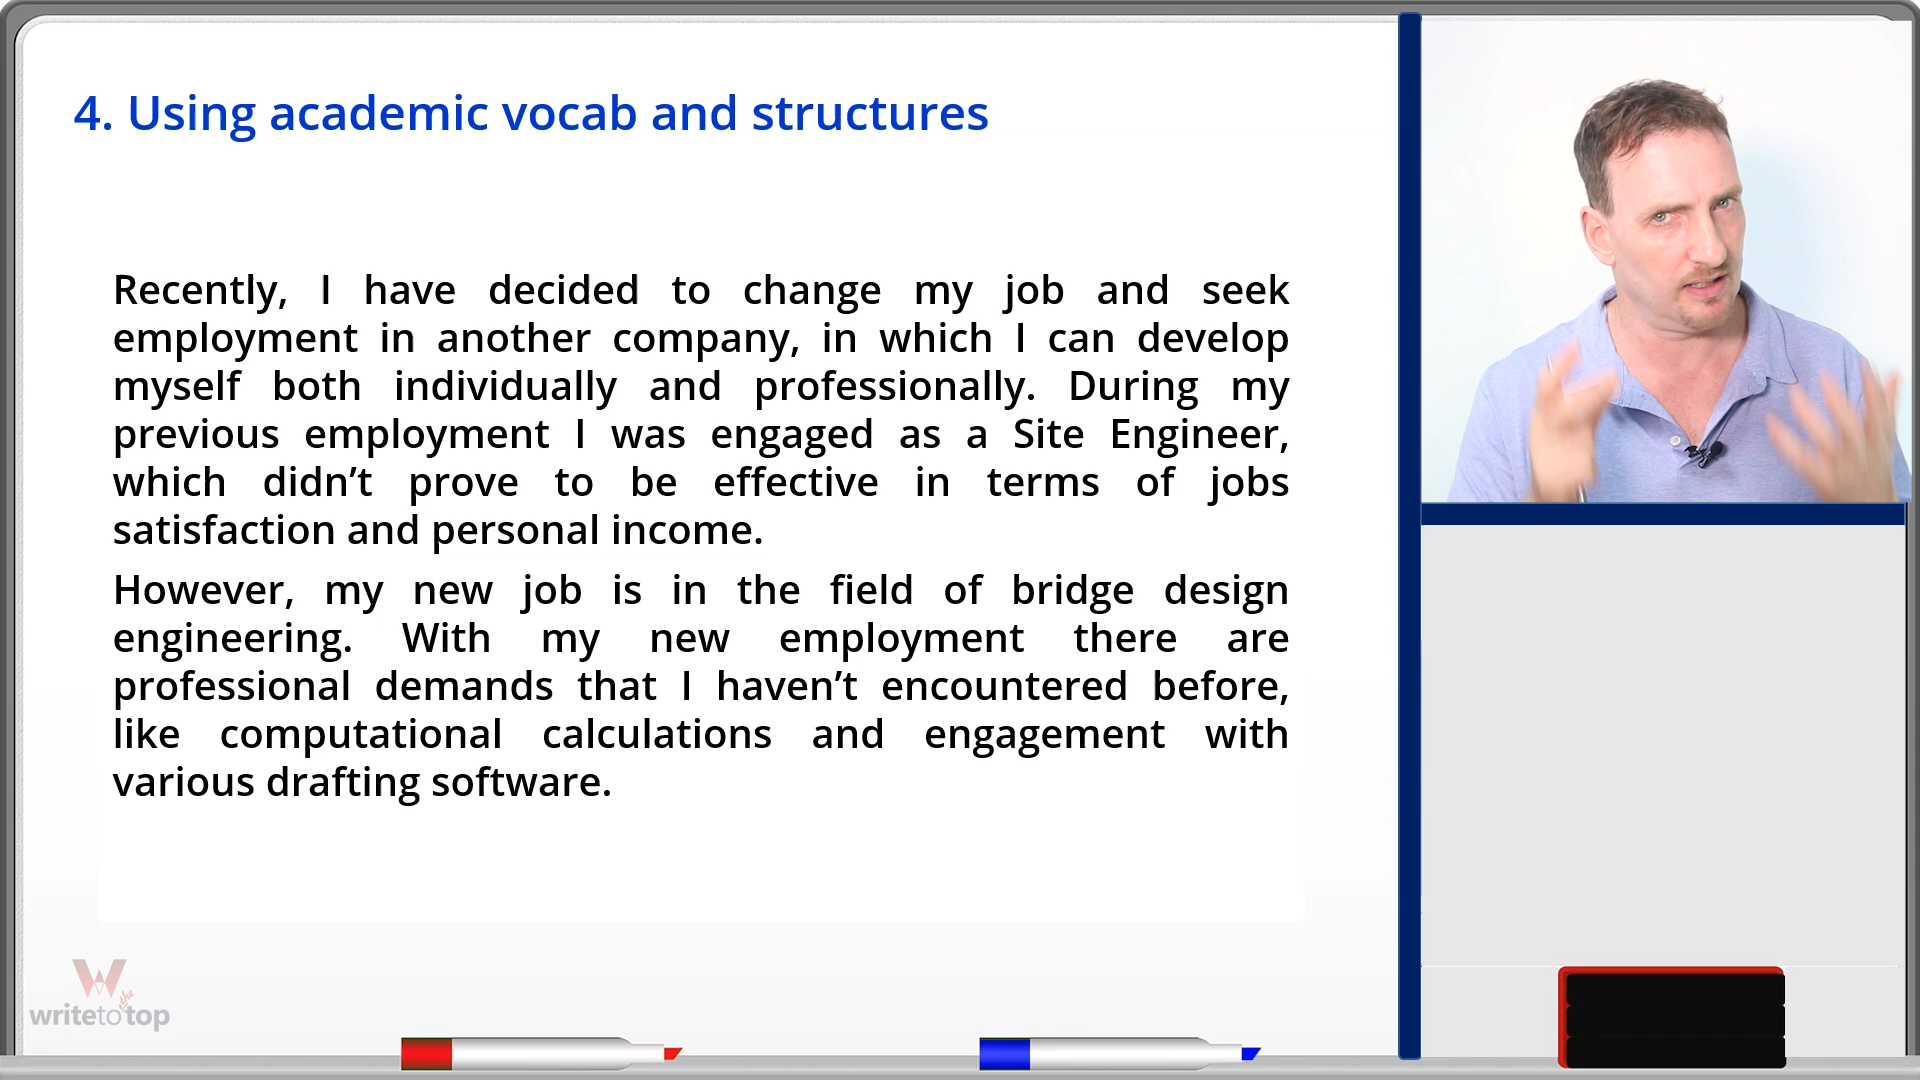 4. Using academic vocab and structures
Recently, I have decided to change my job and seek
employment in another company, in which I can develop
myself both individually and professionally. During my
previous employment I was engaged as a Site Engineer,
which didn’t prove to be effective in terms of jobs
satisfaction and personal income.
However, my new job is in the field of bridge design
engineering. With my new employment there are
professional demands that I haven’t encountered before,
like computational calculations and engagement with
various drafting software.
W
writetothetop